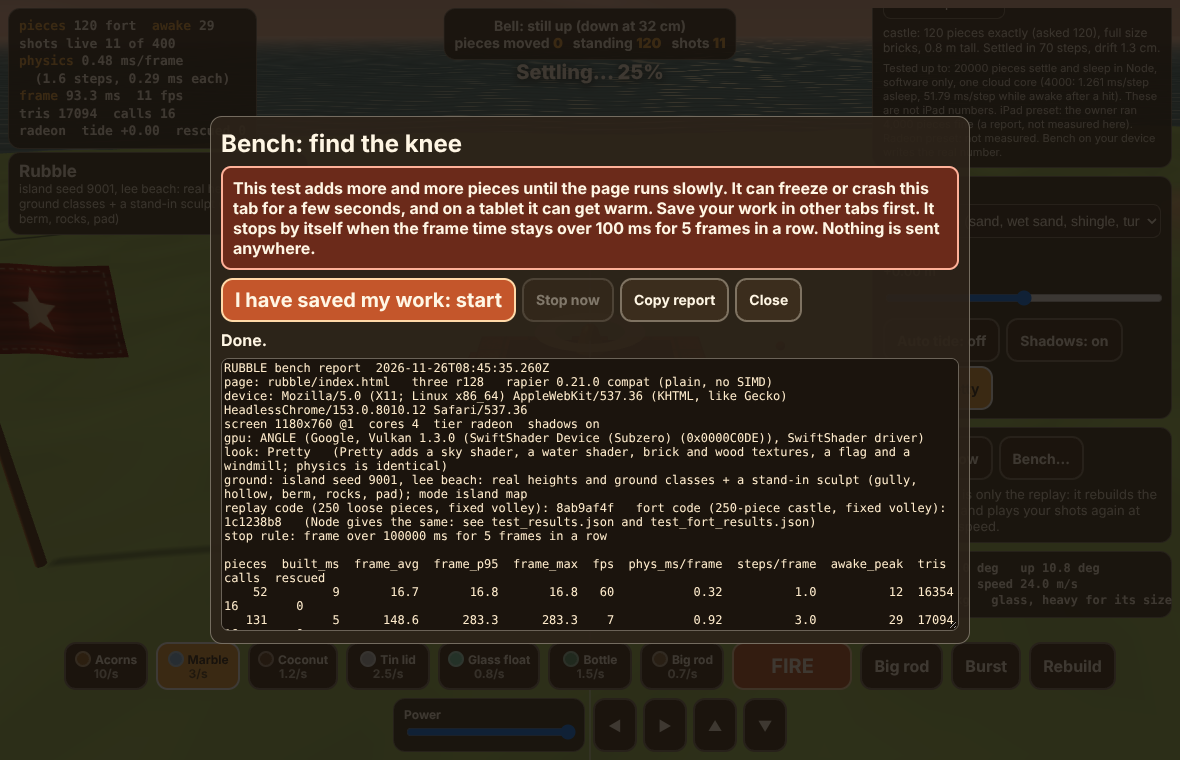 pieces 120 fort  awake 29
shots live 11 of 400
physics 0.48 ms/frame
(1.6 steps, 0.29 ms each)
frame 93.3 ms  11 fps
tris 17094  calls 16
radeon  tide +0.00  rescu
Bell: still up (down at 32 cm)
pieces moved 0  standing 120  shots 11
Settling... 25%
castle: 120 pieces exactly (asked 120), full size
bricks, 0.8 m tall. Settled in 70 steps, drift 1.3 cm.
Tested up to: 20000 pieces settle and sleep in Node,
software only, one cloud core (4000: 1.261 ms/step
asleep, 51.79 ms/step while awake after a hit). These
are not iPad numbers. iPad preset: the owner ran
(a report, not measured here).
not measured. Bench on your device
number.
Rubble
island seed 9001, lee beach: real
ground classes + a stand-in sculp
berm, rocks, pad)
Bench: find the knee
This test adds more and more pieces until the page runs slowly. It can freeze or crash this
tab for a few seconds, and on a tablet it can get warm. Save your work in other tabs first. It
stops by itself when the frame time stays over 100 ms for 5 frames in a row. Nothing is sent
anywhere.
I have saved my work: start
Stop now
Copy report
Close
Done.
RUBBLE bench report  2026-11-26T08:45:35.260Z
page: rubble/index.html   three r128   rapier 0.21.0 compat (plain, no SIMD)
device: Mozilla/5.0 (X11; Linux x86_64) AppleWebKit/537.36 (KHTML, like Gecko)
HeadlessChrome/153.0.8010.12 Safari/537.36
screen 1180x760 @1  cores 4  tier radeon  shadows on
gpu: ANGLE (Google, Vulkan 1.3.0 (SwiftShader Device (Subzero) (0x0000C0DE)), SwiftShader driver)
look: Pretty   (Pretty adds a sky shader, a water shader, brick and wood textures, a flag and a
windmill; physics is identical)
ground: island seed 9001, lee beach: real heights and ground classes + a stand-in sculpt (gully,
hollow, berm, rocks, pad); mode island map
replay code (250 loose pieces, fixed volley): 8ab9af4f   fort code (250-piece castle, fixed volley):
1c1238b8   (Node gives the same: see test_results.json and test_fort_results.json)
stop rule: frame over 100000 ms for 5 frames in a row
pieces  built_ms  frame_avg  frame_p95  frame_max  fps  phys_ms/frame  steps/frame  awake_peak  tris
calls  rescued
52  9  16.7  16.8  16.8  60  0.32  1.0  12  16354
16  0
131  5  148.6  283.3  283.3  7  0.92  3.0  29  17094
sand, wet sand, shingle, tur
Auto tide: off
Shadows: on
Bench...
only the replay: it rebuilds the
nd plays your shots again at
deg   up 10.8 deg
speed 24.0 m/s
glass, heavy for its size
Acorns
10/s
Marble
3/s
Coconut
1.2/s
Tin lid
2.5/s
Glass float
0.8/s
Bottle
1.5/s
Big rod
0.7/s
FIRE
Big rod
Burst
Rebuild
Power